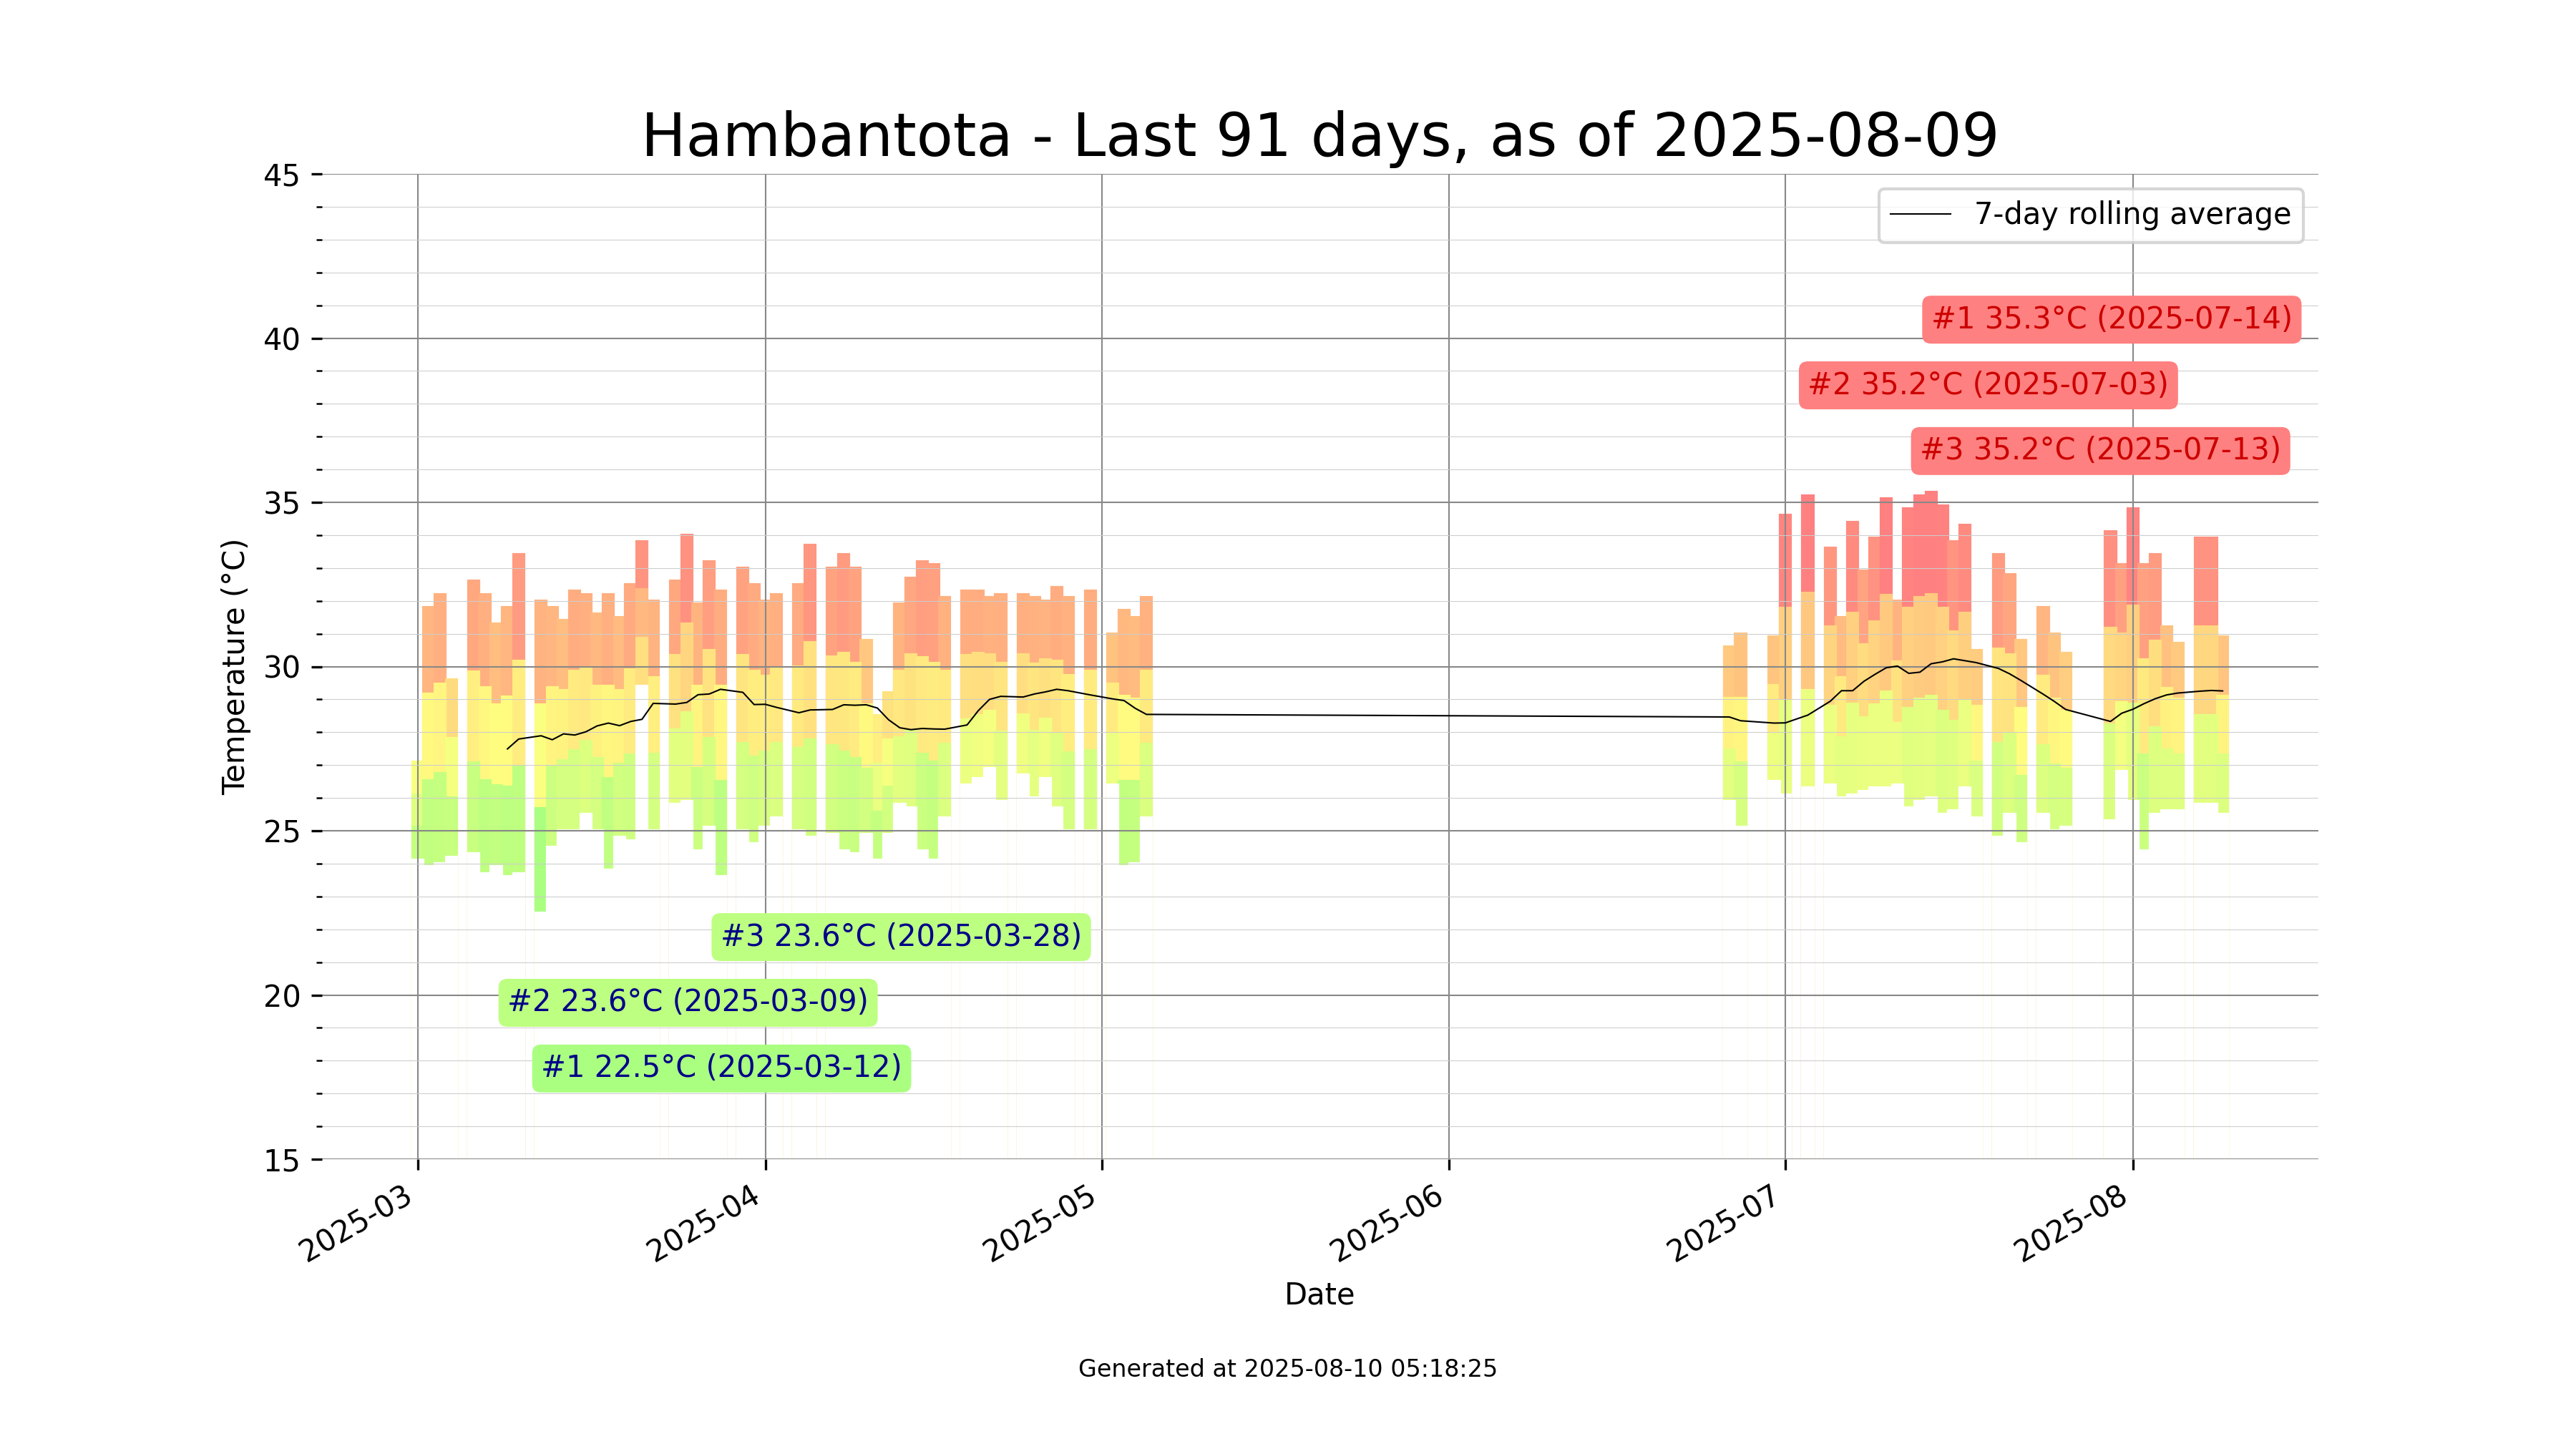 Hambantota - Last 91 days, as of 2025-08-09
45
40
35
30
25
20
15
Temperature (°C)
7-day rolling average
#1 35.3°C (2025-07-14)
#2 35.2°C (2025-07-03)
#3 35.2°C (2025-07-13)
#3 23.6°C (2025-03-28)
#2 23.6°C (2025-03-09)
#1 22.5°C (2025-03-12)
2025-03
2025-04
2025-05
2025-06
2025-07
2025-08
Date
Generated at 2025-08-10 05:18:25